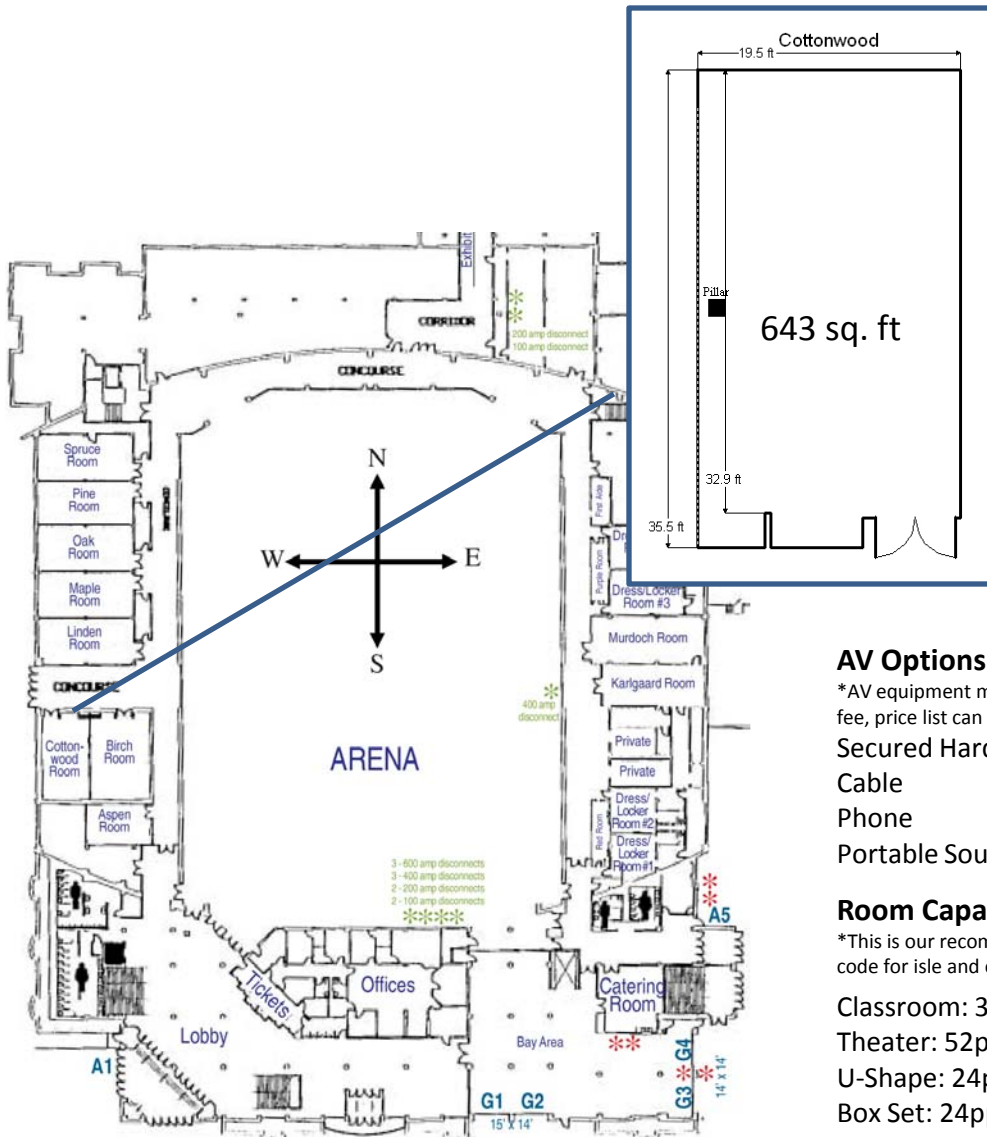 Cottonwood
19.5 ft
Pillar
643 sq. ft
32.9 ft
35.5 ft
Exhibit
CORRIDOR
200 amp disconnect
100 amp disconnect
CONCOURSE
Spruce
Room
Pine
Room
Oak
Room
Maple
Room
Linden
Room
CONCOURSE
CONCOURSE
Cotton-
wood
Room
Birch
Room
Aspen
Room
N
W
E
S
ARENA
400 amp
disconnect
First Aide
Purple Room
Dress/Locker
Room #3
Murdoch Room
Karlgaard Room
Private
Private
Dress/
Locker
Room #2
Dress/
Locker
Room #1
Red Room
3 - 600 amp disconnects
3 - 400 amp disconnects
2 - 200 amp disconnects
2 - 100 amp disconnects
****
A5
Tickets
Offices
Catering
Room
Lobby
Bay Area
A1
G1 G2
15' x 14'
G3 G4
14' x 14'
AV Options
*AV equipment m
fee, price list can
Secured Hard
Cable
Phone
Portable Sou
Room Capa
*This is our recon
code for isle and
Classroom: 3
Theater: 52p
U-Shape: 24p
Box Set: 24p